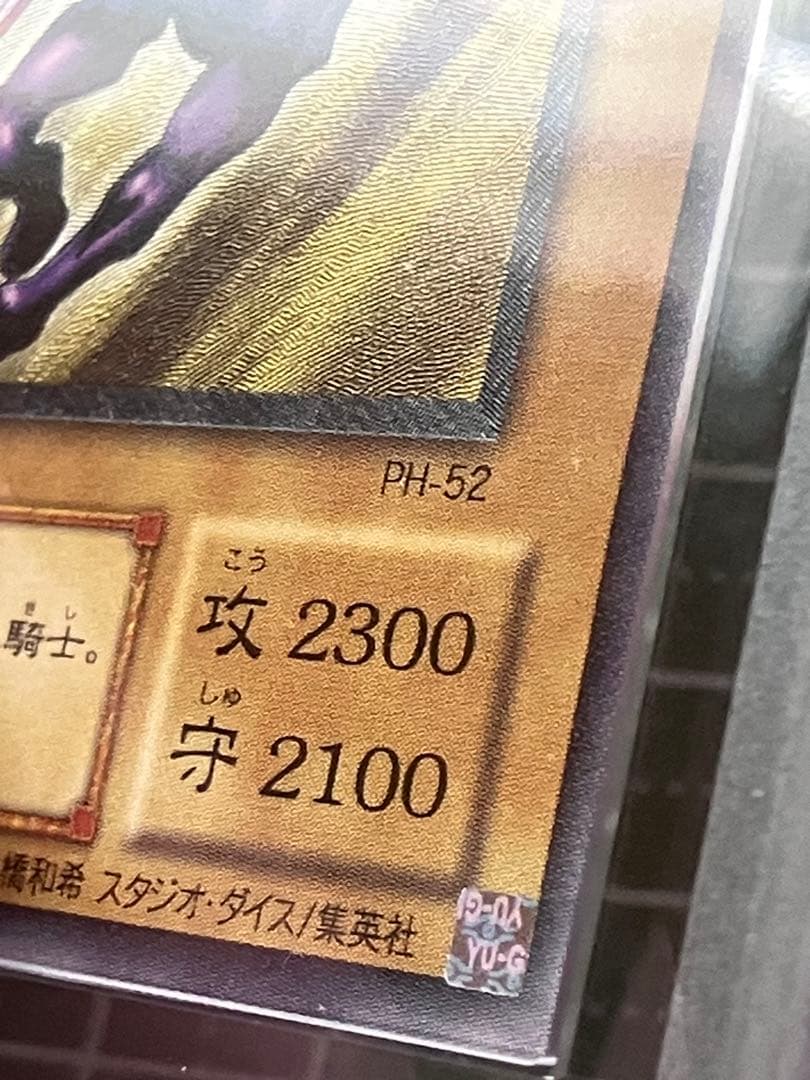 PH-52
こう
攻 2300
きし
騎士。
しゅ
守 2100
橋和希 スタジオ・ダイス/集英社
YU-G
YU-G